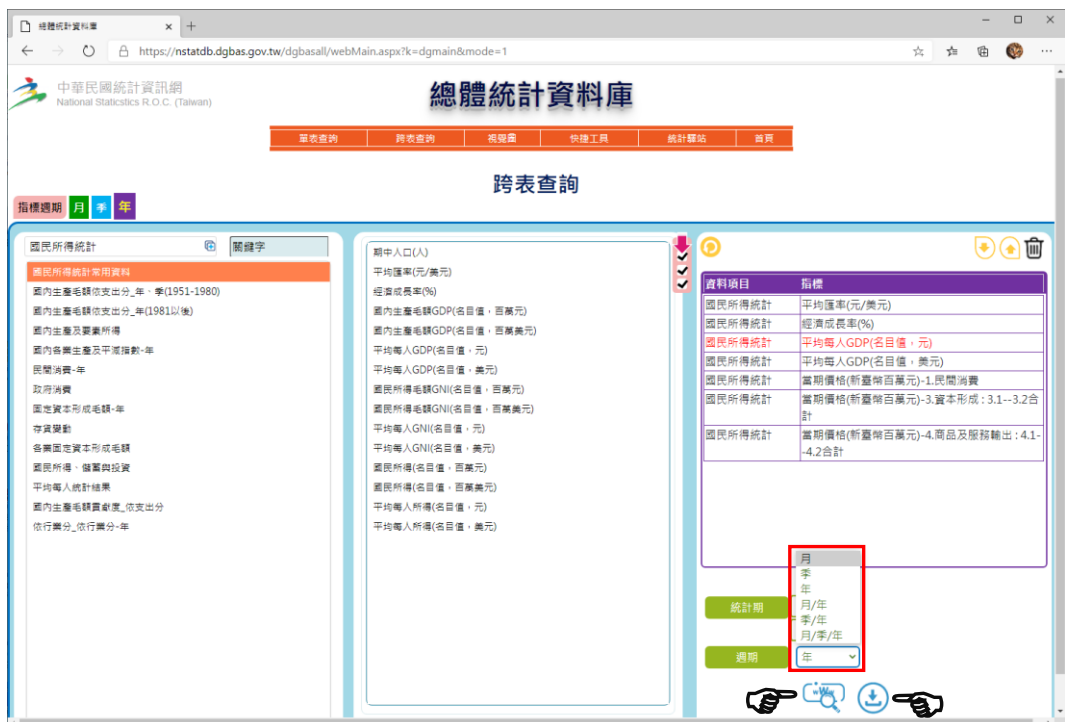 總體統計資料庫
https://nstatdb.dgbas.gov.tw/dgbasall/webMain.aspx?k=dgmain&mode=1
中華民國統計資訊網
National Staticstics R.O.C. (Taiwan)
總體統計資料庫
單表查詢 跨表查詢 視覺圖 快捷工具 統計驛站 首頁
跨表查詢
指標週期 月 季 年
國民所得統計 關鍵字
國民所得統計常用資料
國內生產毛額依支出分_年、季(1951-1980)
國內生產毛額依支出分_年(1981以後)
國內生產及要素所得
國內各業生產及平減指數-年
民間消費-年
政府消費
固定資本形成毛額-年
存貨變動
各業固定資本形成毛額
國民所得、儲蓄與投資
平均每人統計結果
國內生產毛額貢獻度_依支出分
依行業分_依行業分-年
期中人口(人)
平均匯率(元/美元)
經濟成長率(%)
國內生產毛額GDP(名目值，百萬元)
國內生產毛額GDP(名目值，百萬美元)
平均每人GDP(名目值，元)
平均每人GDP(名目值，美元)
國民所得毛額GNI(名目值，百萬元)
國民所得毛額GNI(名目值，百萬美元)
平均每人GNI(名目值，元)
平均每人GNI(名目值，美元)
國民所得(名目值，百萬元)
國民所得(名目值，百萬美元)
平均每人所得(名目值，元)
平均每人所得(名目值，美元)
資料項目 指標
國民所得統計 平均匯率(元/美元)
國民所得統計 經濟成長率(%)
國民所得統計 平均每人GDP(名目值，元)
國民所得統計 平均每人GDP(名目值，美元)
國民所得統計 當期價格(新臺幣百萬元)-1.民間消費
國民所得統計 當期價格(新臺幣百萬元)-3.資本形成：3.1--3.2合
計
國民所得統計 當期價格(新臺幣百萬元)-4.商品及服務輸出：4.1-
-4.2合計
月
季
年
月/年
季/年
月/季/年
統計期
週期 年